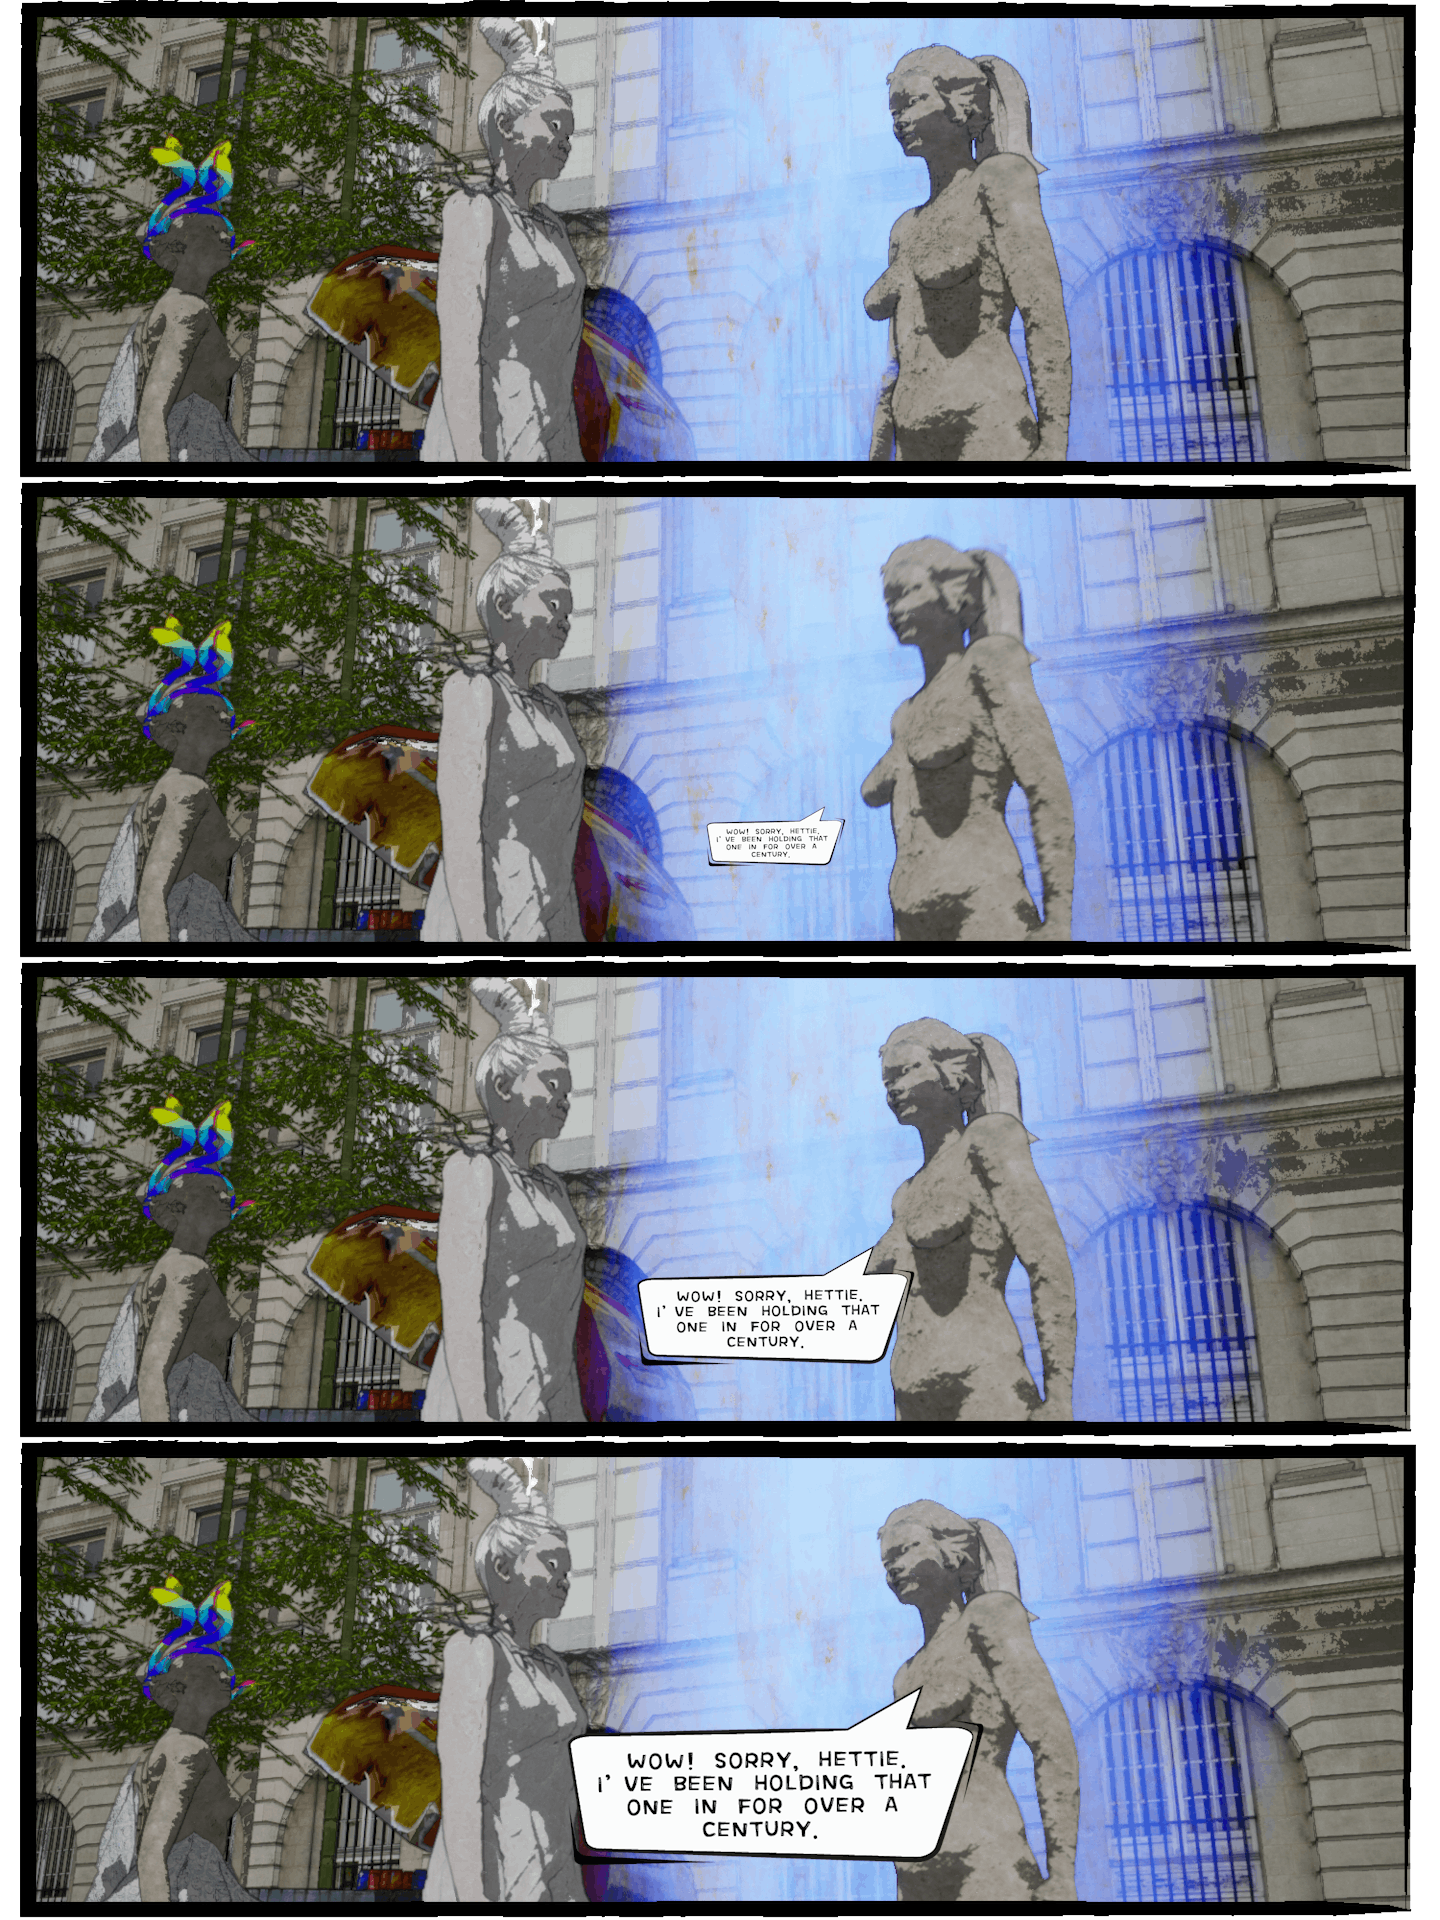 WOW! SORRY, HETTIE.
I'VE BEEN HOLDING THAT
ONE IN FOR OVER A
CENTURY.
WOW! SORRY, HETTIE.
I'VE BEEN HOLDING THAT
ONE IN FOR OVER A
CENTURY.
WOW! SORRY, HETTIE.
I'VE BEEN HOLDING THAT
ONE IN FOR OVER A
CENTURY.